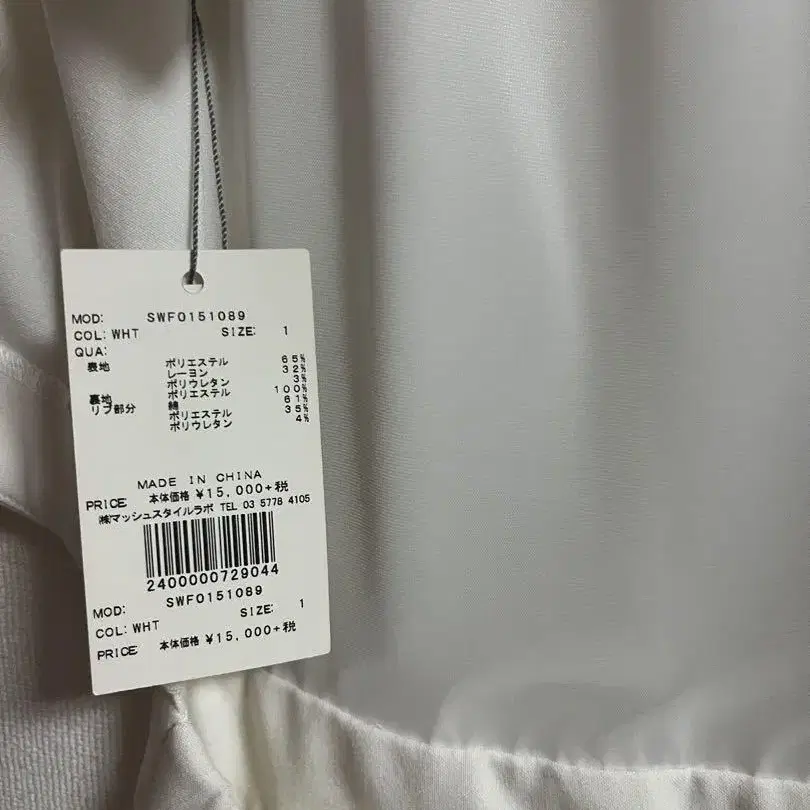 MOD: SWF0151089
COL: WHT SIZE: 1
QUA:
表地 ポリエステル 65%
レーヨン 32%
ポリウレタン 3%
裏地 ポリエステル 100%
リブ部分 綿 61%
ポリエステル 35%
ポリウレタン 4%
MADE IN CHINA
PRICE 本体価格 ¥15,000+税
㈱マッシュスタイルラボ TEL 03 5778 4105
2400000729044
MOD: SWF0151089
COL: WHT SIZE: 1
PRICE 本体価格 ¥15,000+税